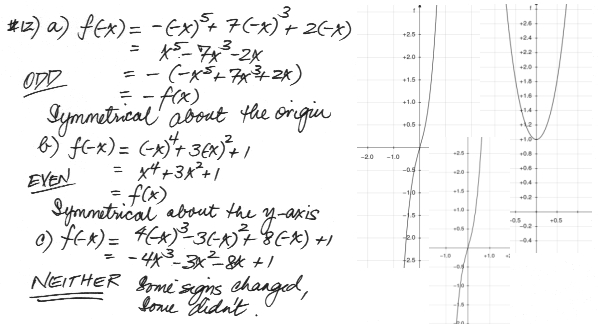 #12) a) f(-x) = -(-x)^5 + 7(-x)^3 + 2(-x)
= x^5 - 7x^3 - 2x
ODD = -(-x^5 + 7x^3 + 2x)
= -f(x)
Symmetrical about the origin
b) f(-x) = (-x)^4 + 3(-x)^2 + 1
EVEN = x^4 + 3x^2 + 1
= f(x)
Symmetrical about the y-axis
c) f(-x) = 4(-x)^3 - 3(-x)^2 + 8(-x) + 1
= -4x^3 - 3x^2 - 8x + 1
NEITHER Some signs changed,
some didn't.
+2.5
+2.0
+1.5
+1.0
+0.5
-2.0 -1.0
-0.5
-1.0
-1.5
-2.0
-2.5
+2.5
+1.5
+0.5
-1.0 +1.0
-0.5
-1.0
-1.5
-2.0
+2.6
+2.4
+2.2
+2.0
+1.8
+1.6
+1.4
+1.2
+1.0
+0.8
+0.6
+0.4
+0.2
-0.5 0 +0.5
-0.2
-0.4